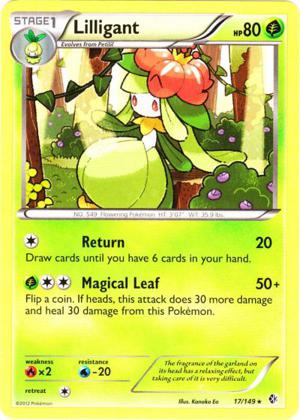 STAGE1
Lilligant
HP80
Evolves from Petilil
NO. 549 Flowering Pokémon HT: 3'07" WT: 35.9 lbs.
Return 20
Draw cards until you have 6 cards in your hand.
Magical Leaf 50+
Flip a coin. If heads, this attack does 30 more damage
and heal 30 damage from this Pokémon.
weakness
×2
resistance
-20
retreat
The fragrance of the garland on
its head has a relaxing effect, but
taking care of it is very difficult.
©2012 Pokémon
Illus. Kanako Eo
17/149 ★